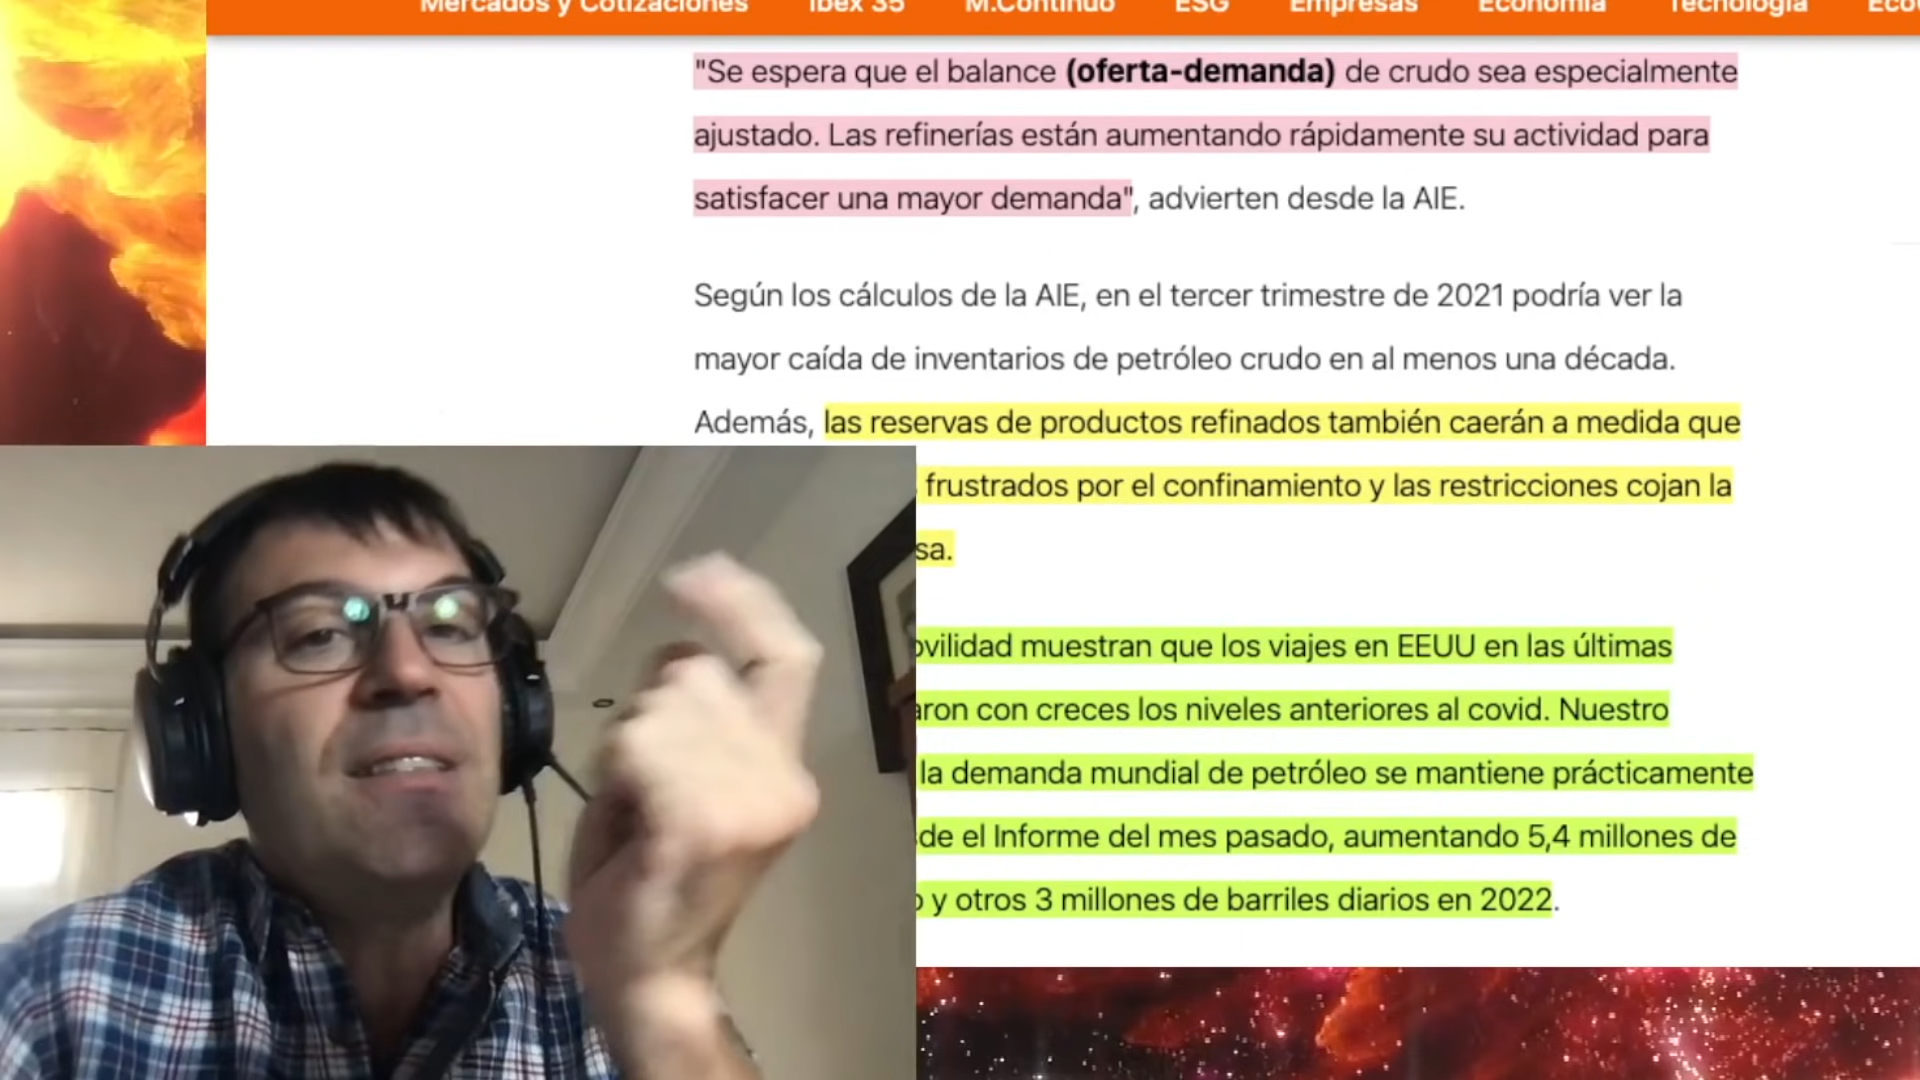 Mercados y Cotizaciones Ibex 35 M.Continuo ESG Empresas Economía Tecnología
"Se espera que el balance (oferta-demanda) de crudo sea especialmente
ajustado. Las refinerías están aumentando rápidamente su actividad para
satisfacer una mayor demanda", advierten desde la AIE.
Según los cálculos de la AIE, en el tercer trimestre de 2021 podría ver la
mayor caída de inventarios de petróleo crudo en al menos una década.
Además, las reservas de productos refinados también caerán a medida que
frustrados por el confinamiento y las restricciones cojan la
sa.
ovilidad muestran que los viajes en EEUU en las últimas
aron con creces los niveles anteriores al covid. Nuestro
la demanda mundial de petróleo se mantiene prácticamente
de el Informe del mes pasado, aumentando 5,4 millones de
y otros 3 millones de barriles diarios en 2022.